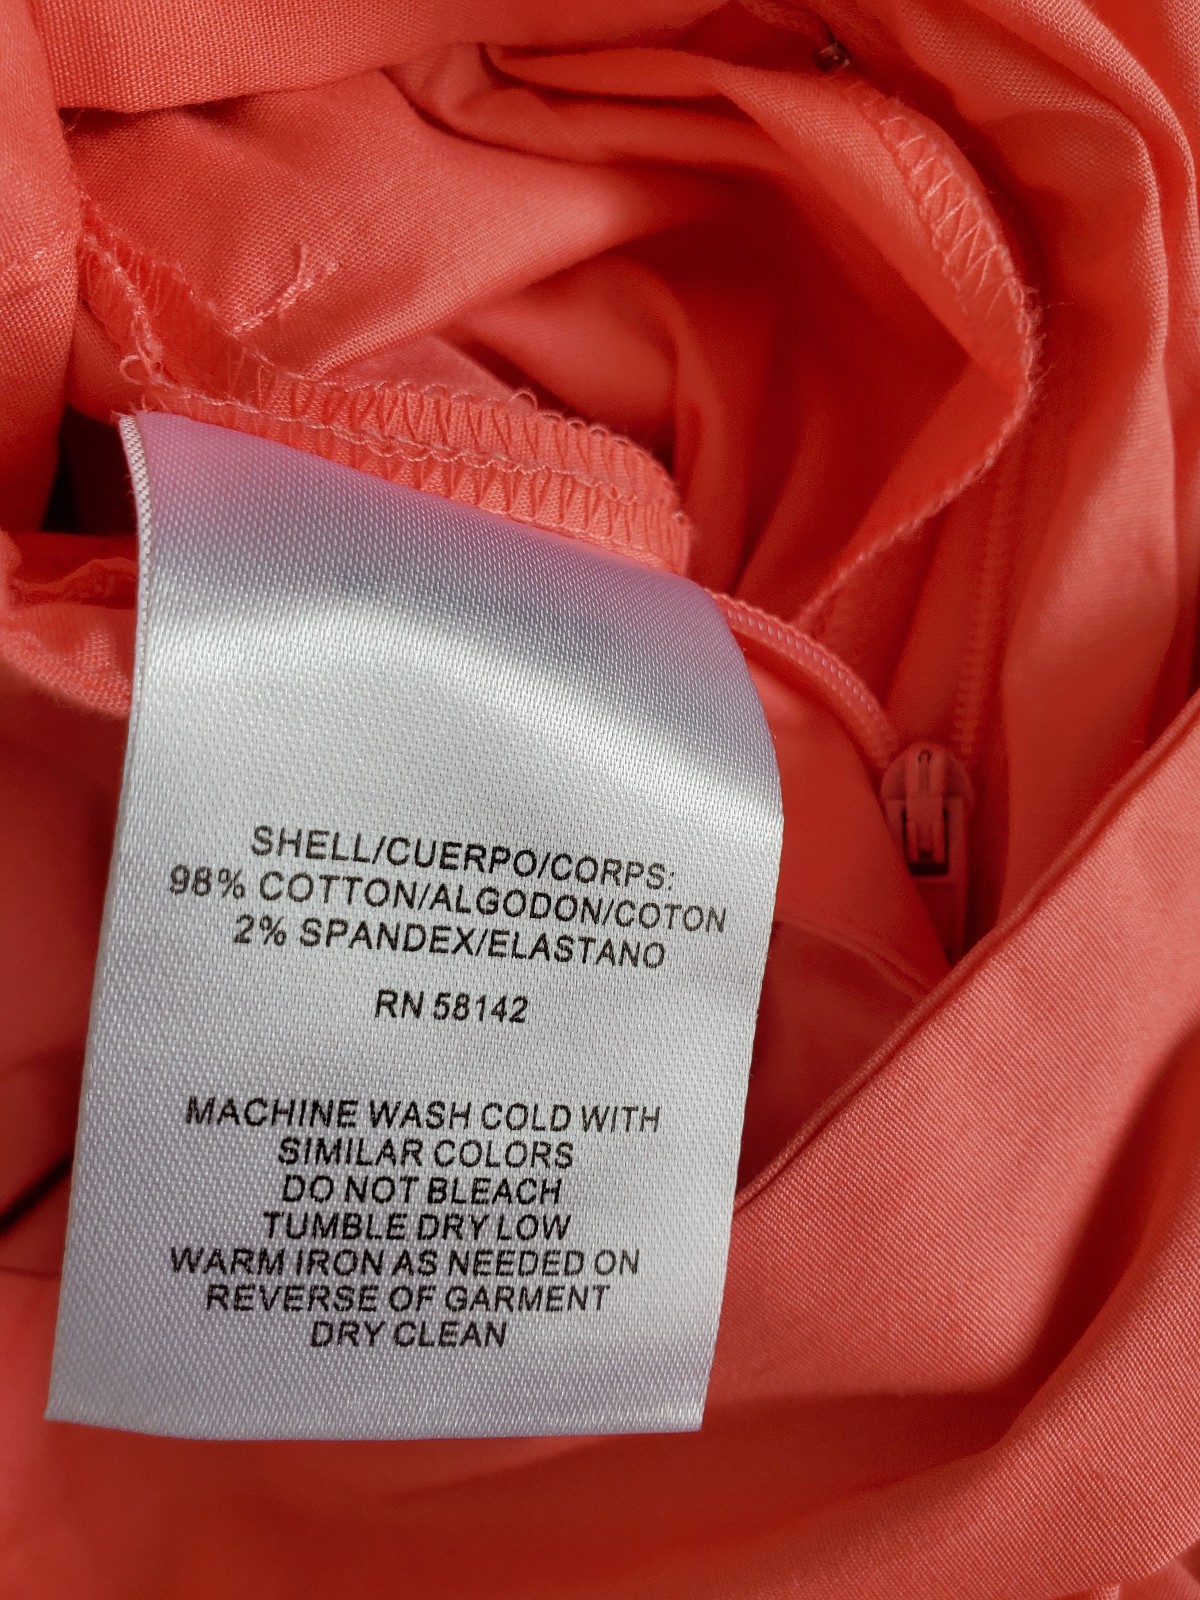 SHELL/CUERPO/CORPS:
98% COTTON/ALGODON/COTON
2% SPANDEX/ELASTANO
RN 58142
MACHINE WASH COLD WITH
SIMILAR COLORS
DO NOT BLEACH
TUMBLE DRY LOW
WARM IRON AS NEEDED ON
REVERSE OF GARMENT
DRY CLEAN